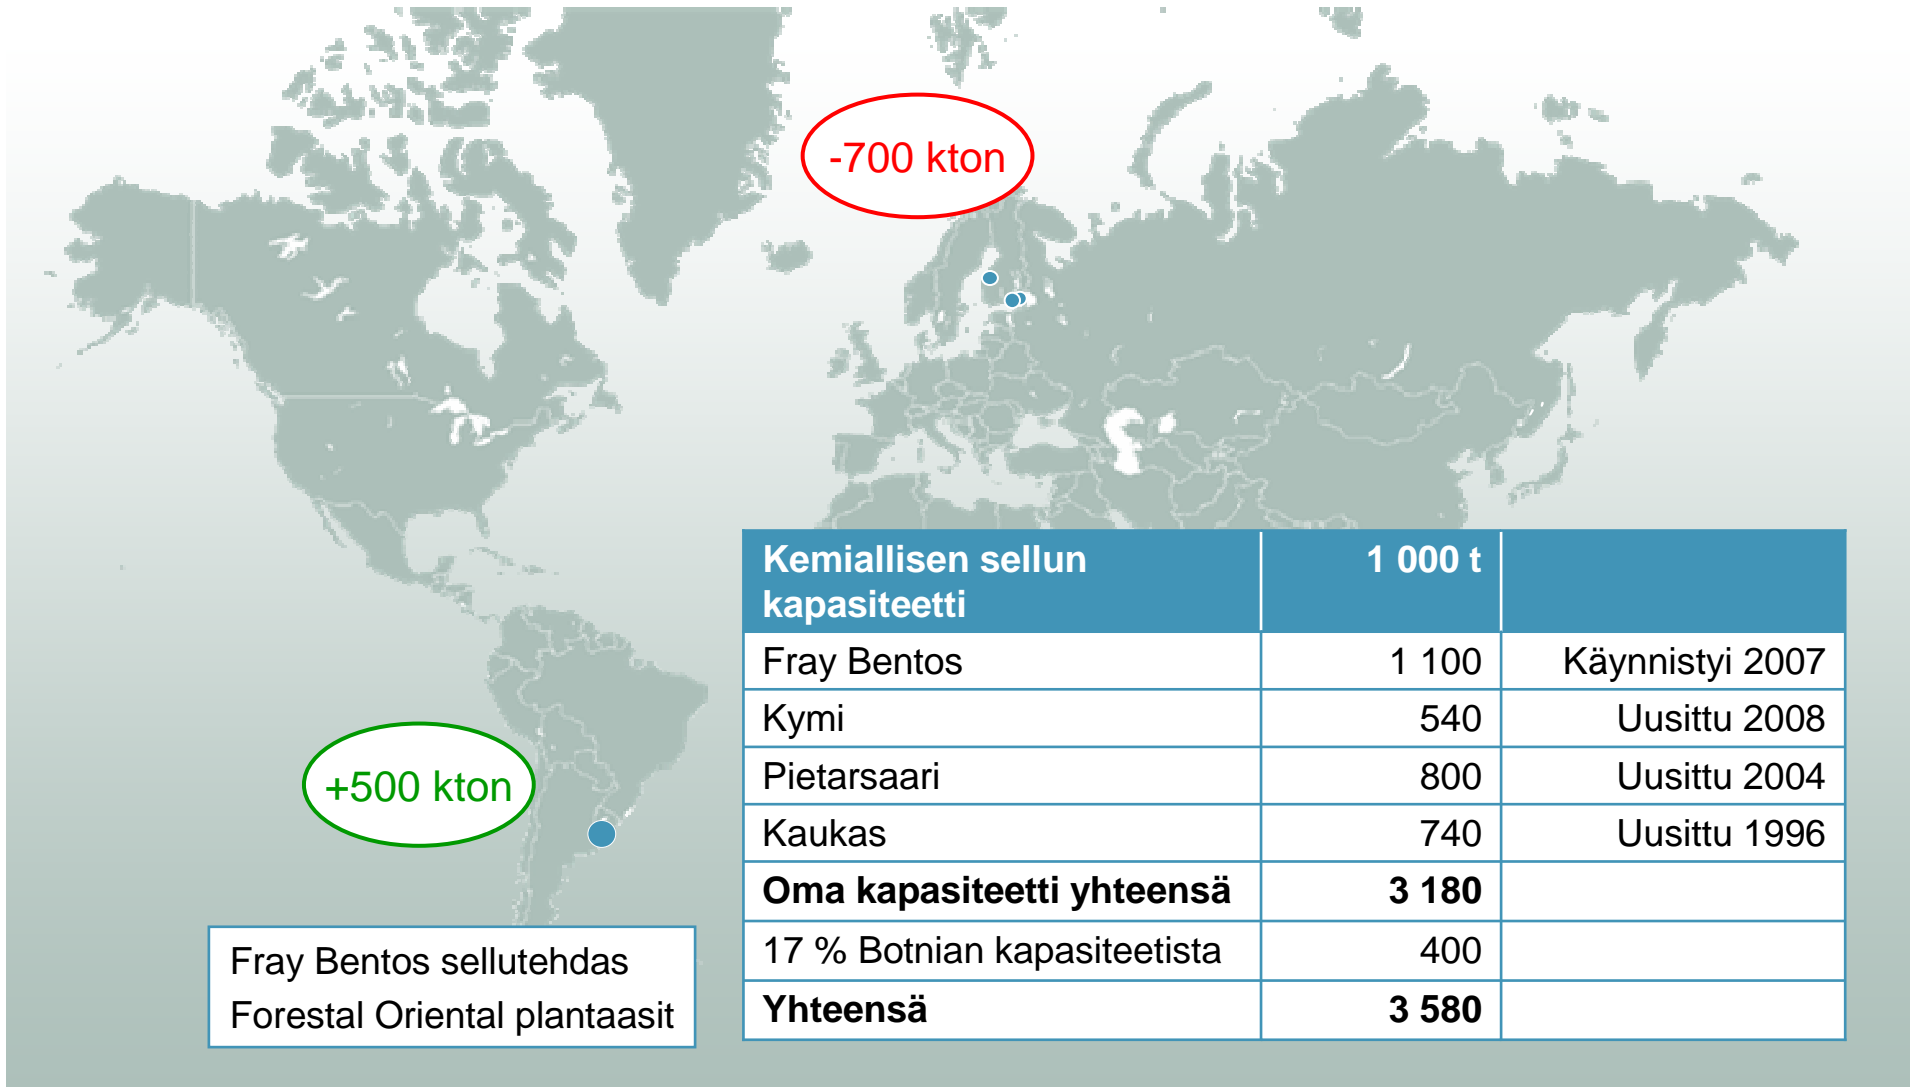 -700 kton
+500 kton
Kemiallisen sellun kapasiteetti 1 000 t
Fray Bentos 1 100 Käynnistyi 2007
Kymi 540 Uusittu 2008
Pietarsaari 800 Uusittu 2004
Kaukas 740 Uusittu 1996
Oma kapasiteetti yhteensä 3 180
17 % Botnian kapasiteetista 400
Yhteensä 3 580
Fray Bentos sellutehdas
Forestal Oriental plantaasit